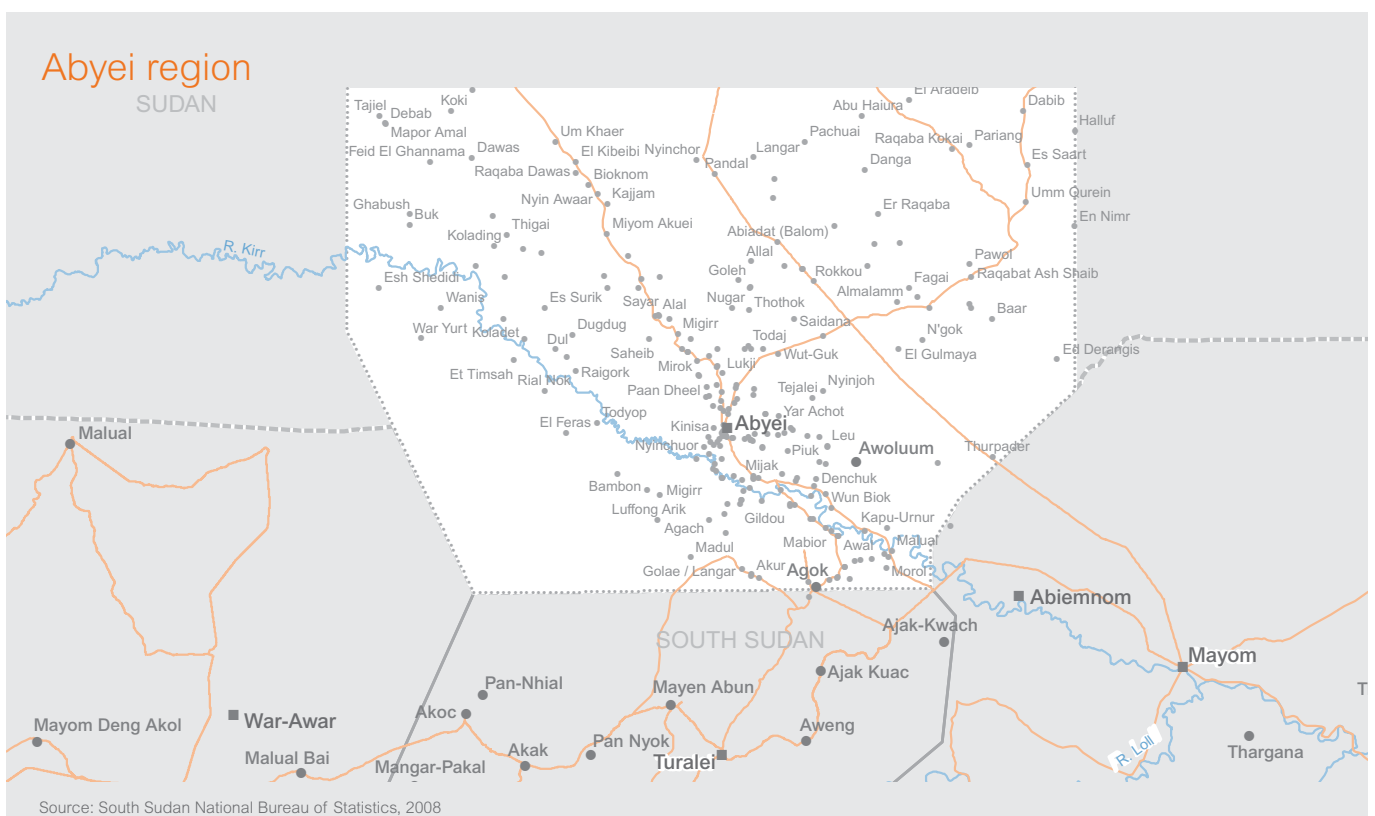 Abyei region
SUDAN
El Aradeib
Tajiel
Koki
Abu Haiura
Dabib
Debab
Halluf
Mapor Amal
Um Khaer
Pachuai
Raqaba Kokai
Pariang
Feid El Ghannama
Dawas
El Kibeibi
Nyinchor
Langar
Pandal
Danga
Es Saart
Raqaba Dawas
Bioknom
Nyin Awaar
Kajjam
Umm Qurein
Ghabush
Buk
Er Raqaba
En Nimr
Thigai
Miyom Akuei
Kolading
Abiadat (Balom)
R. Kirr
Allal
Pawol
Esh Shedidi
Goleh
Rokkou
Fagai
Raqabat Ash Shaib
Wanis
Es Surik
Sayar
Alal
Nugar
Thothok
Almalamm
Baar
War Yurt
Koladet
Dugdug
Migirr
Saidana
N'gok
Dul
Todaj
Saheib
Wut-Guk
El Gulmaya
Ed Derangis
Lukji
Mirok
Et Timsah
Rial Nok
Raigork
Paan Dheel
Tejalei
Nyinjoh
Todyop
Yar Achot
El Feras
Kinisa
Abyei
Malual
Leu
Nyinchuor
Piuk
Awoluum
Thurpader
Mijak
Denchuk
Bambon
Migirr
Wun Biok
Luffong Arik
Gildou
Kapu-Urnur
Agach
Mabior
Awal
Malual
Madul
Golae / Langar
Akur
Agok
Morol
Abiemnom
SOUTH SUDAN
Ajak-Kwach
Mayom
Ajak Kuac
Pan-Nhial
Mayen Abun
T
Akoc
War-Awar
Mayom Deng Akol
Aweng
Pan Nyok
Akak
Turalei
R. Loli
Thargana
Malual Bai
Mangar-Pakal
Source: South Sudan National Bureau of Statistics, 2008